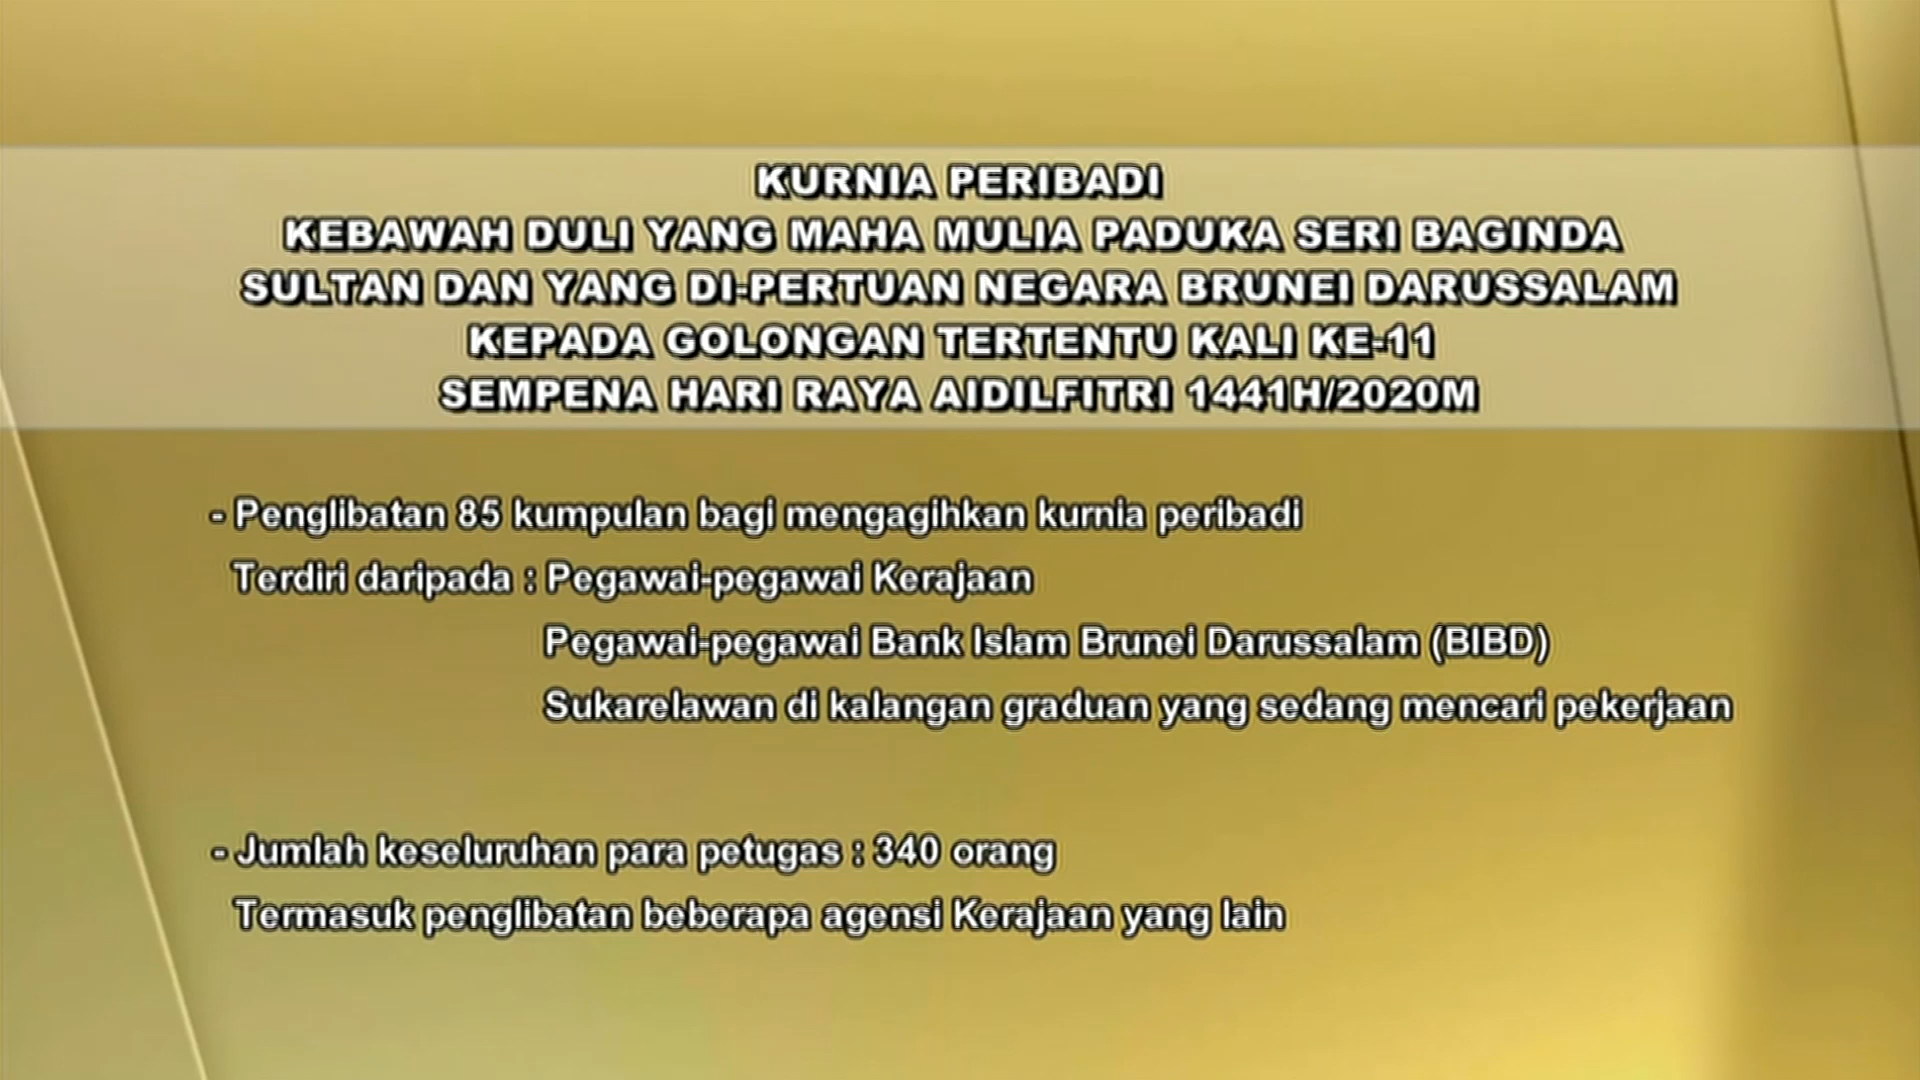 KURNIA PERIBADI
KEBAWAH DULI YANG MAHA MULIA PADUKA SERI BAGINDA
SULTAN DAN YANG DI-PERTUAN NEGARA BRUNEI DARUSSALAM
KEPADA GOLONGAN TERTENTU KALI KE-11
SEMPENA HARI RAYA AIDILFITRI 1441H/2020M
- Penglibatan 85 kumpulan bagi mengagihkan kurnia peribadi
Terdiri daripada : Pegawai-pegawai Kerajaan
Pegawai-pegawai Bank Islam Brunei Darussalam (BIBD)
Sukarelawan di kalangan graduan yang sedang mencari pekerjaan
- Jumlah keseluruhan para petugas : 340 orang
Termasuk penglibatan beberapa agensi Kerajaan yang lain